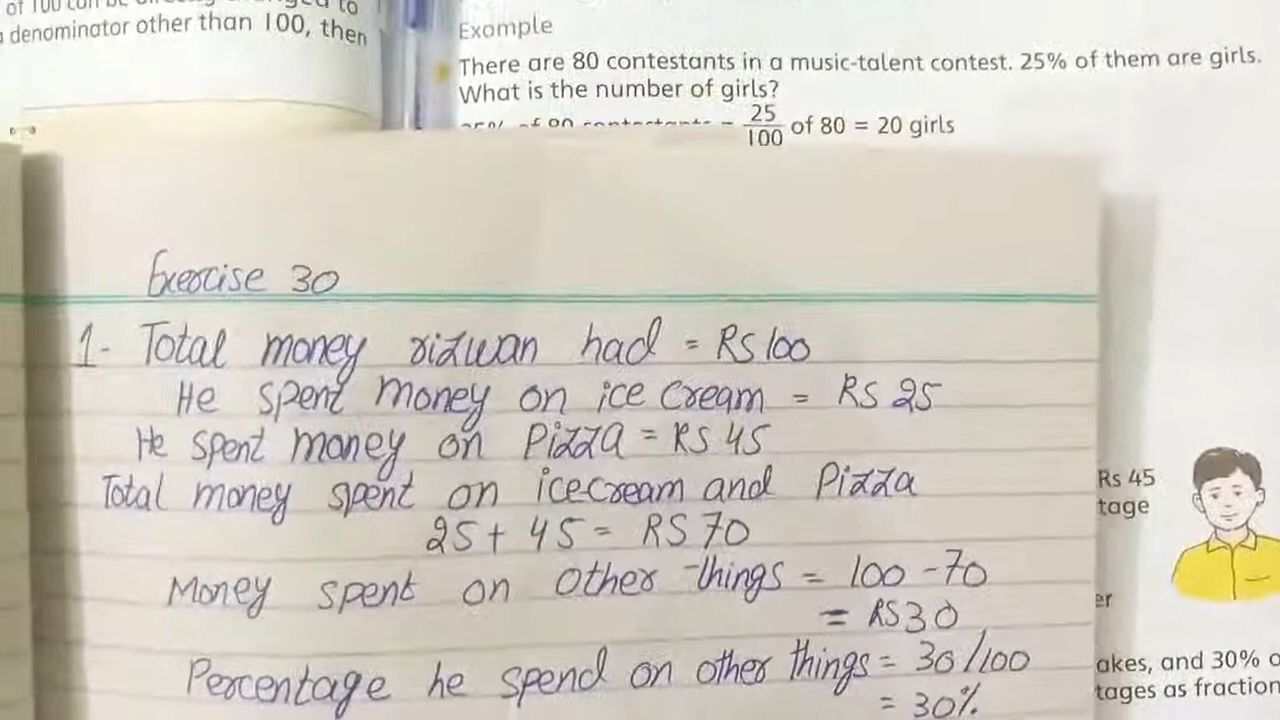 to
a denominator other than 100, then
Example
There are 80 contestants in a music-talent contest. 25% of them are girls.
What is the number of girls?
25/100 of 80 = 20 girls
Exercise 30
1- Total money rizwan had = RS 100
He spent money on ice cream = RS 25
He spent money on Pizza = RS 45
Total money spent on icecream and Pizza
25 + 45 = RS 70
Money spent on other things = 100 - 70
= RS 30
Percentage he spend on other things = 30/100
= 30%
Rs 45
tage
er
akes, and 30% o
tages as fraction